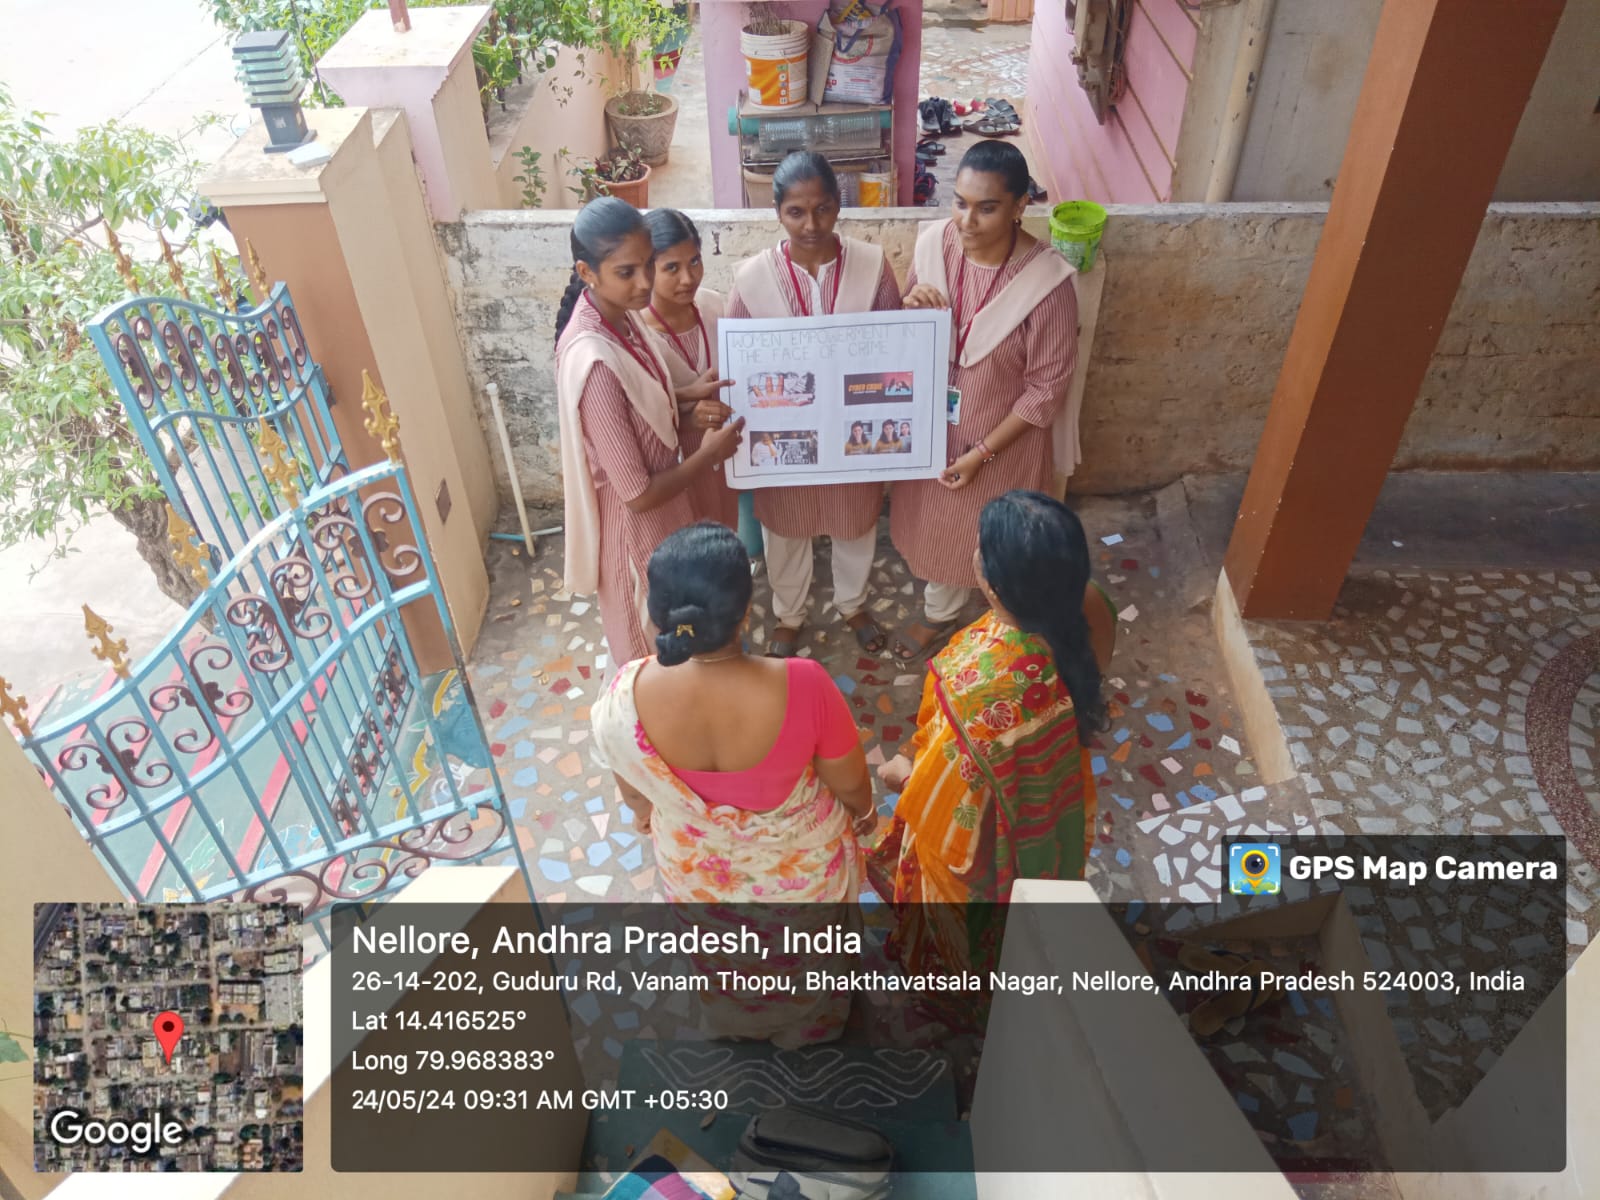 WOMEN EMPOWERMENT IN
THE FACE OF CRIME
CYBER CRIME
GPS Map Camera
Nellore, Andhra Pradesh, India
26-14-202, Guduru Rd, Vanam Thopu, Bhakthavatsala Nagar, Nellore, Andhra Pradesh 524003, India
Lat 14.416525°
Long 79.968383°
24/05/24 09:31 AM GMT +05:30
Google